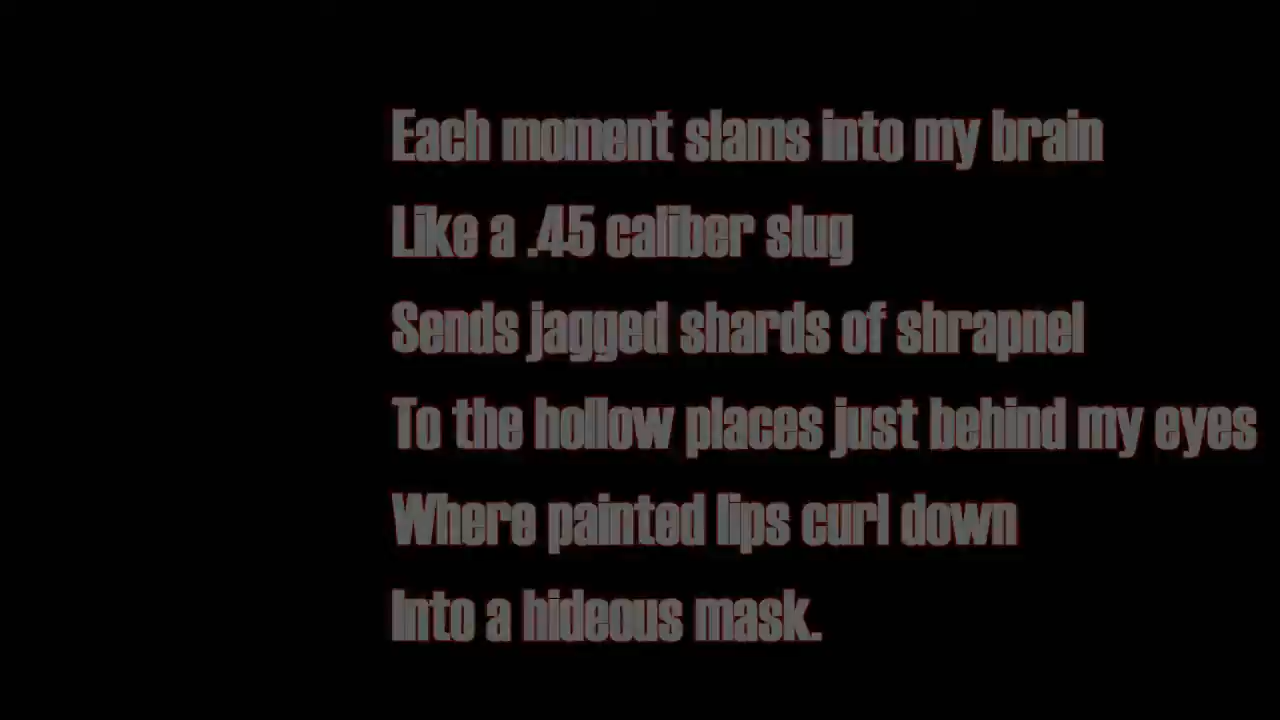 Each moment slams into my brain
Like a .45 caliber slug
Sends jagged shards of shrapnel
To the hollow places just behind my eyes
Where painted lips curl down
Into a hideous mask.